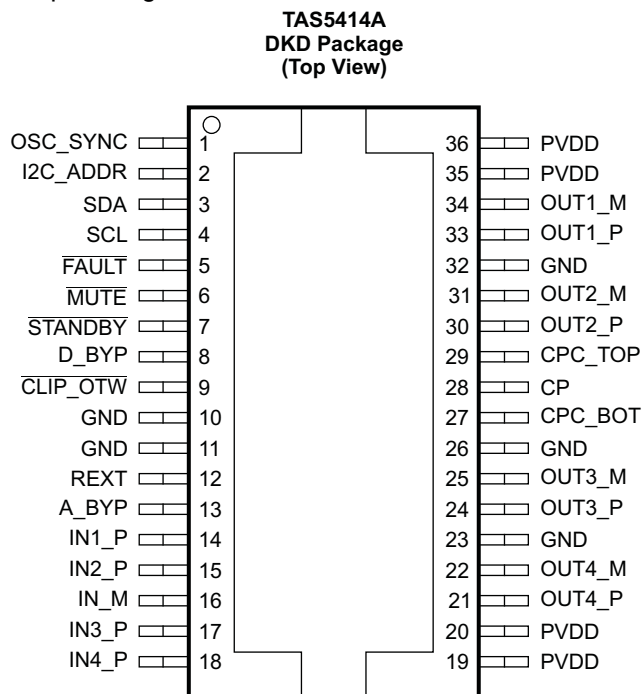 TAS5414A
DKD Package
(Top View)
OSC_SYNC 1 36 PVDD
I2C_ADDR 2 35 PVDD
SDA 3 34 OUT1_M
SCL 4 33 OUT1_P
FAULT 5 32 GND
MUTE 6 31 OUT2_M
STANDBY 7 30 OUT2_P
D_BYP 8 29 CPC_TOP
CLIP_OTW 9 28 CP
GND 10 27 CPC_BOT
GND 11 26 GND
REXT 12 25 OUT3_M
A_BYP 13 24 OUT3_P
IN1_P 14 23 GND
IN2_P 15 22 OUT4_M
IN_M 16 21 OUT4_P
IN3_P 17 20 PVDD
IN4_P 18 19 PVDD